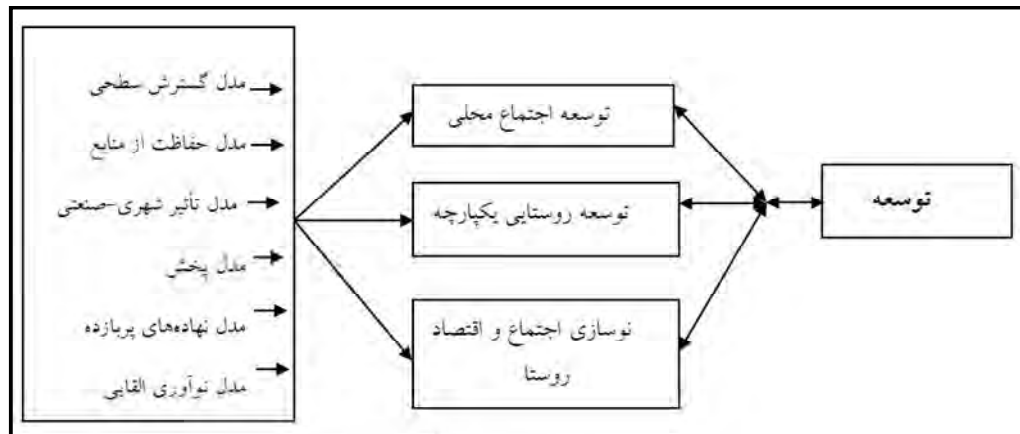 مدل گسترش سطحی
مدل حفاظت از منابع
مدل تأثیر شهری-صنعتی
مدل پخش
مدل نهاده‌های پربازده
مدل نوآوری القایی
توسعه اجتماع محلی
توسعه روستایی یکپارچه
نوسازی اجتماع و اقتصاد
روستا
توسعه